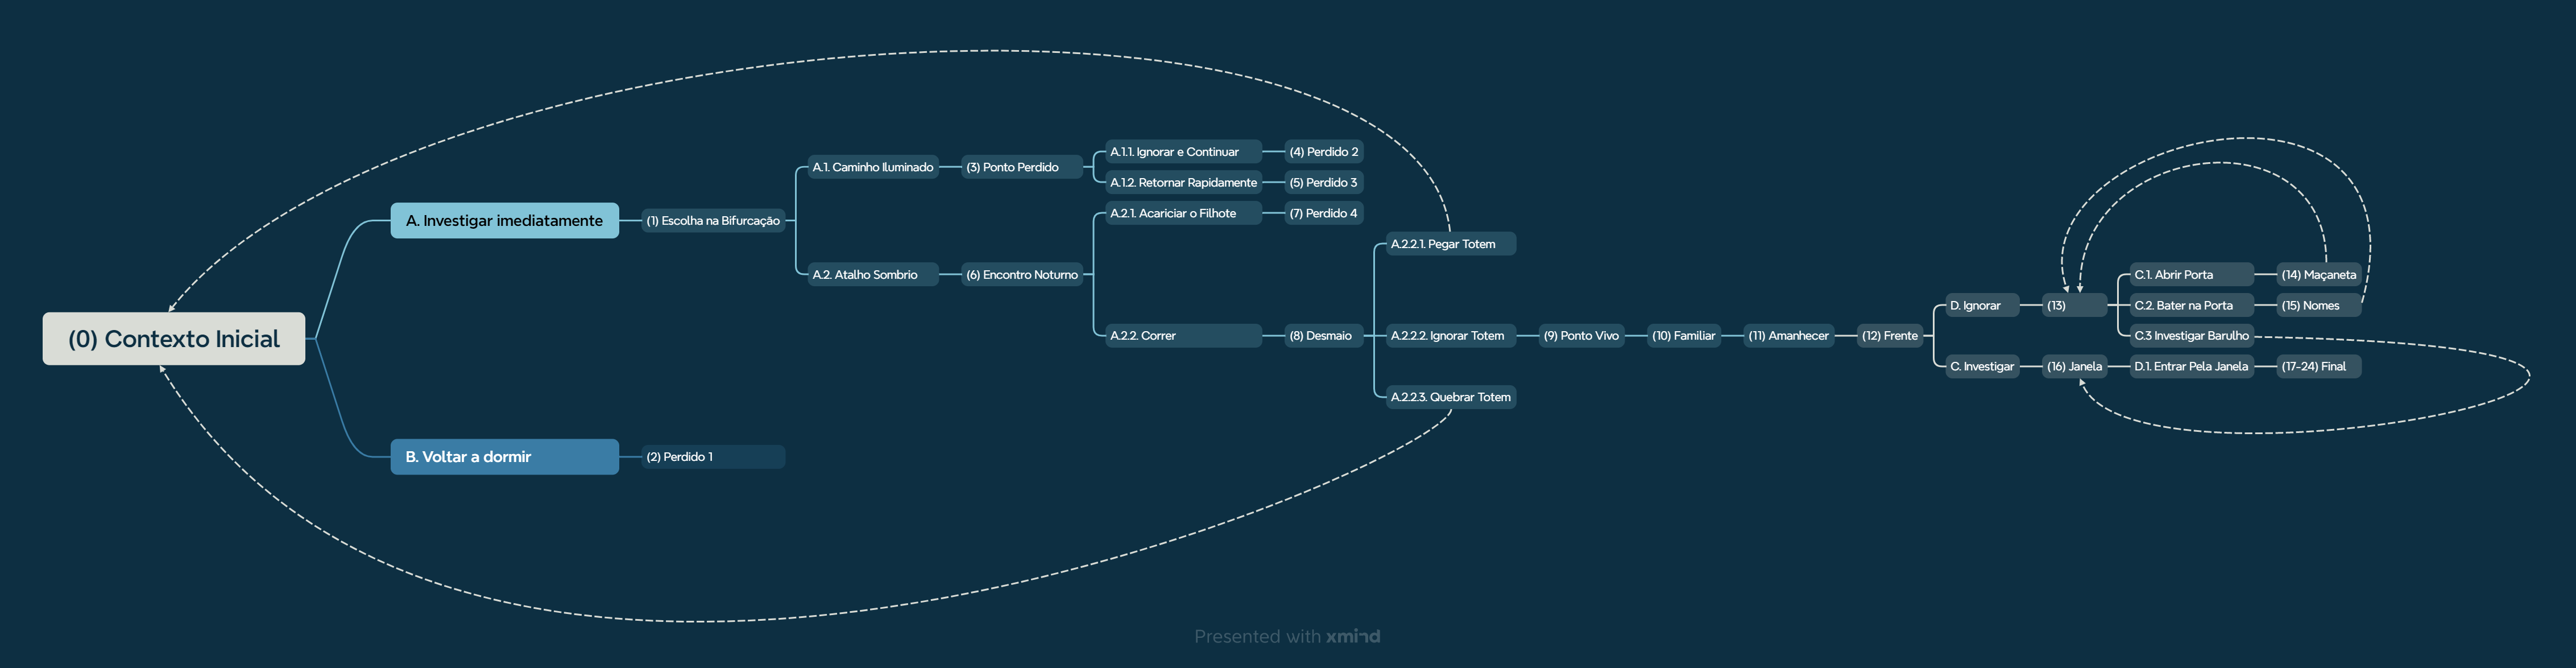 (0) Contexto Inicial
A. Investigar imediatamente
(1) Escolha na Bifurcação
A.1. Caminho Iluminado
(3) Ponto Perdido
A.1.1. Ignorar e Continuar
(4) Perdido 2
A.1.2. Retornar Rapidamente
(5) Perdido 3
A.2. Atalho Sombrio
(6) Encontro Noturno
A.2.1. Acariciar o Filhote
(7) Perdido 4
A.2.2. Correr
(8) Desmaio
A.2.2.1. Pegar Totem
A.2.2.2. Ignorar Totem
(9) Ponto Vivo
(10) Familiar
(11) Amanhecer
(12) Frente
D. Ignorar
(13)
C.1. Abrir Porta
(14) Maçaneta
C.2. Bater na Porta
(15) Nomes
C.3 Investigar Barulho
C. Investigar
(16) Janela
D.1. Entrar Pela Janela
(17-24) Final
A.2.2.3. Quebrar Totem
B. Voltar a dormir
(2) Perdido 1
Presented with xmind